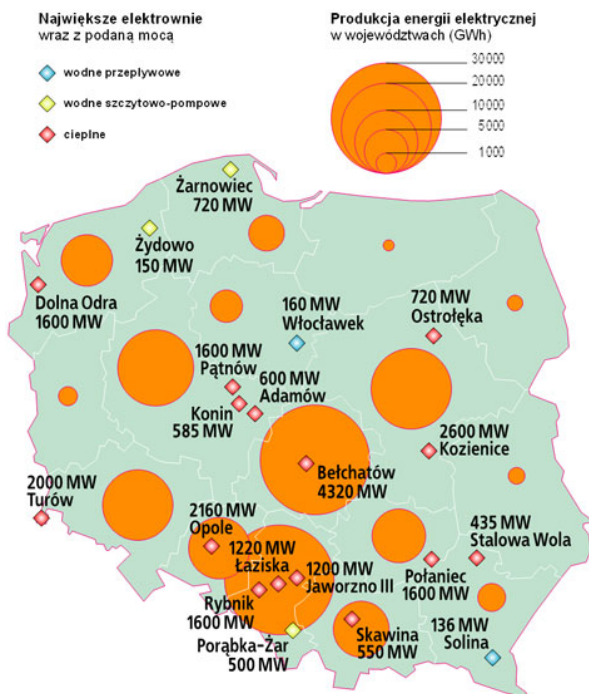 Największe elektrownie
wraz z podaną mocą
wodne przepływowe
wodne szczytowo-pompowe
cieplne
Produkcja energii elektrycznej
w województwach (GWh)
30000
20000
10000
5000
1000
Żarnowiec
720 MW
Żydowo
150 MW
Dolna Odra
1600 MW
160 MW
Włocławek
720 MW
Ostrołęka
1600 MW
Pątnów
600 MW
Adamów
Konin
585 MW
2600 MW
Kozienice
Bełchatów
4320 MW
2000 MW
Turów
2160 MW
Opole
435 MW
Stalowa Wola
1220 MW
Łaziska
1200 MW
Jaworzno III
Połaniec
1600 MW
Rybnik
1600 MW
Skawina
550 MW
136 MW
Solina
Porąbka-Żar
500 MW